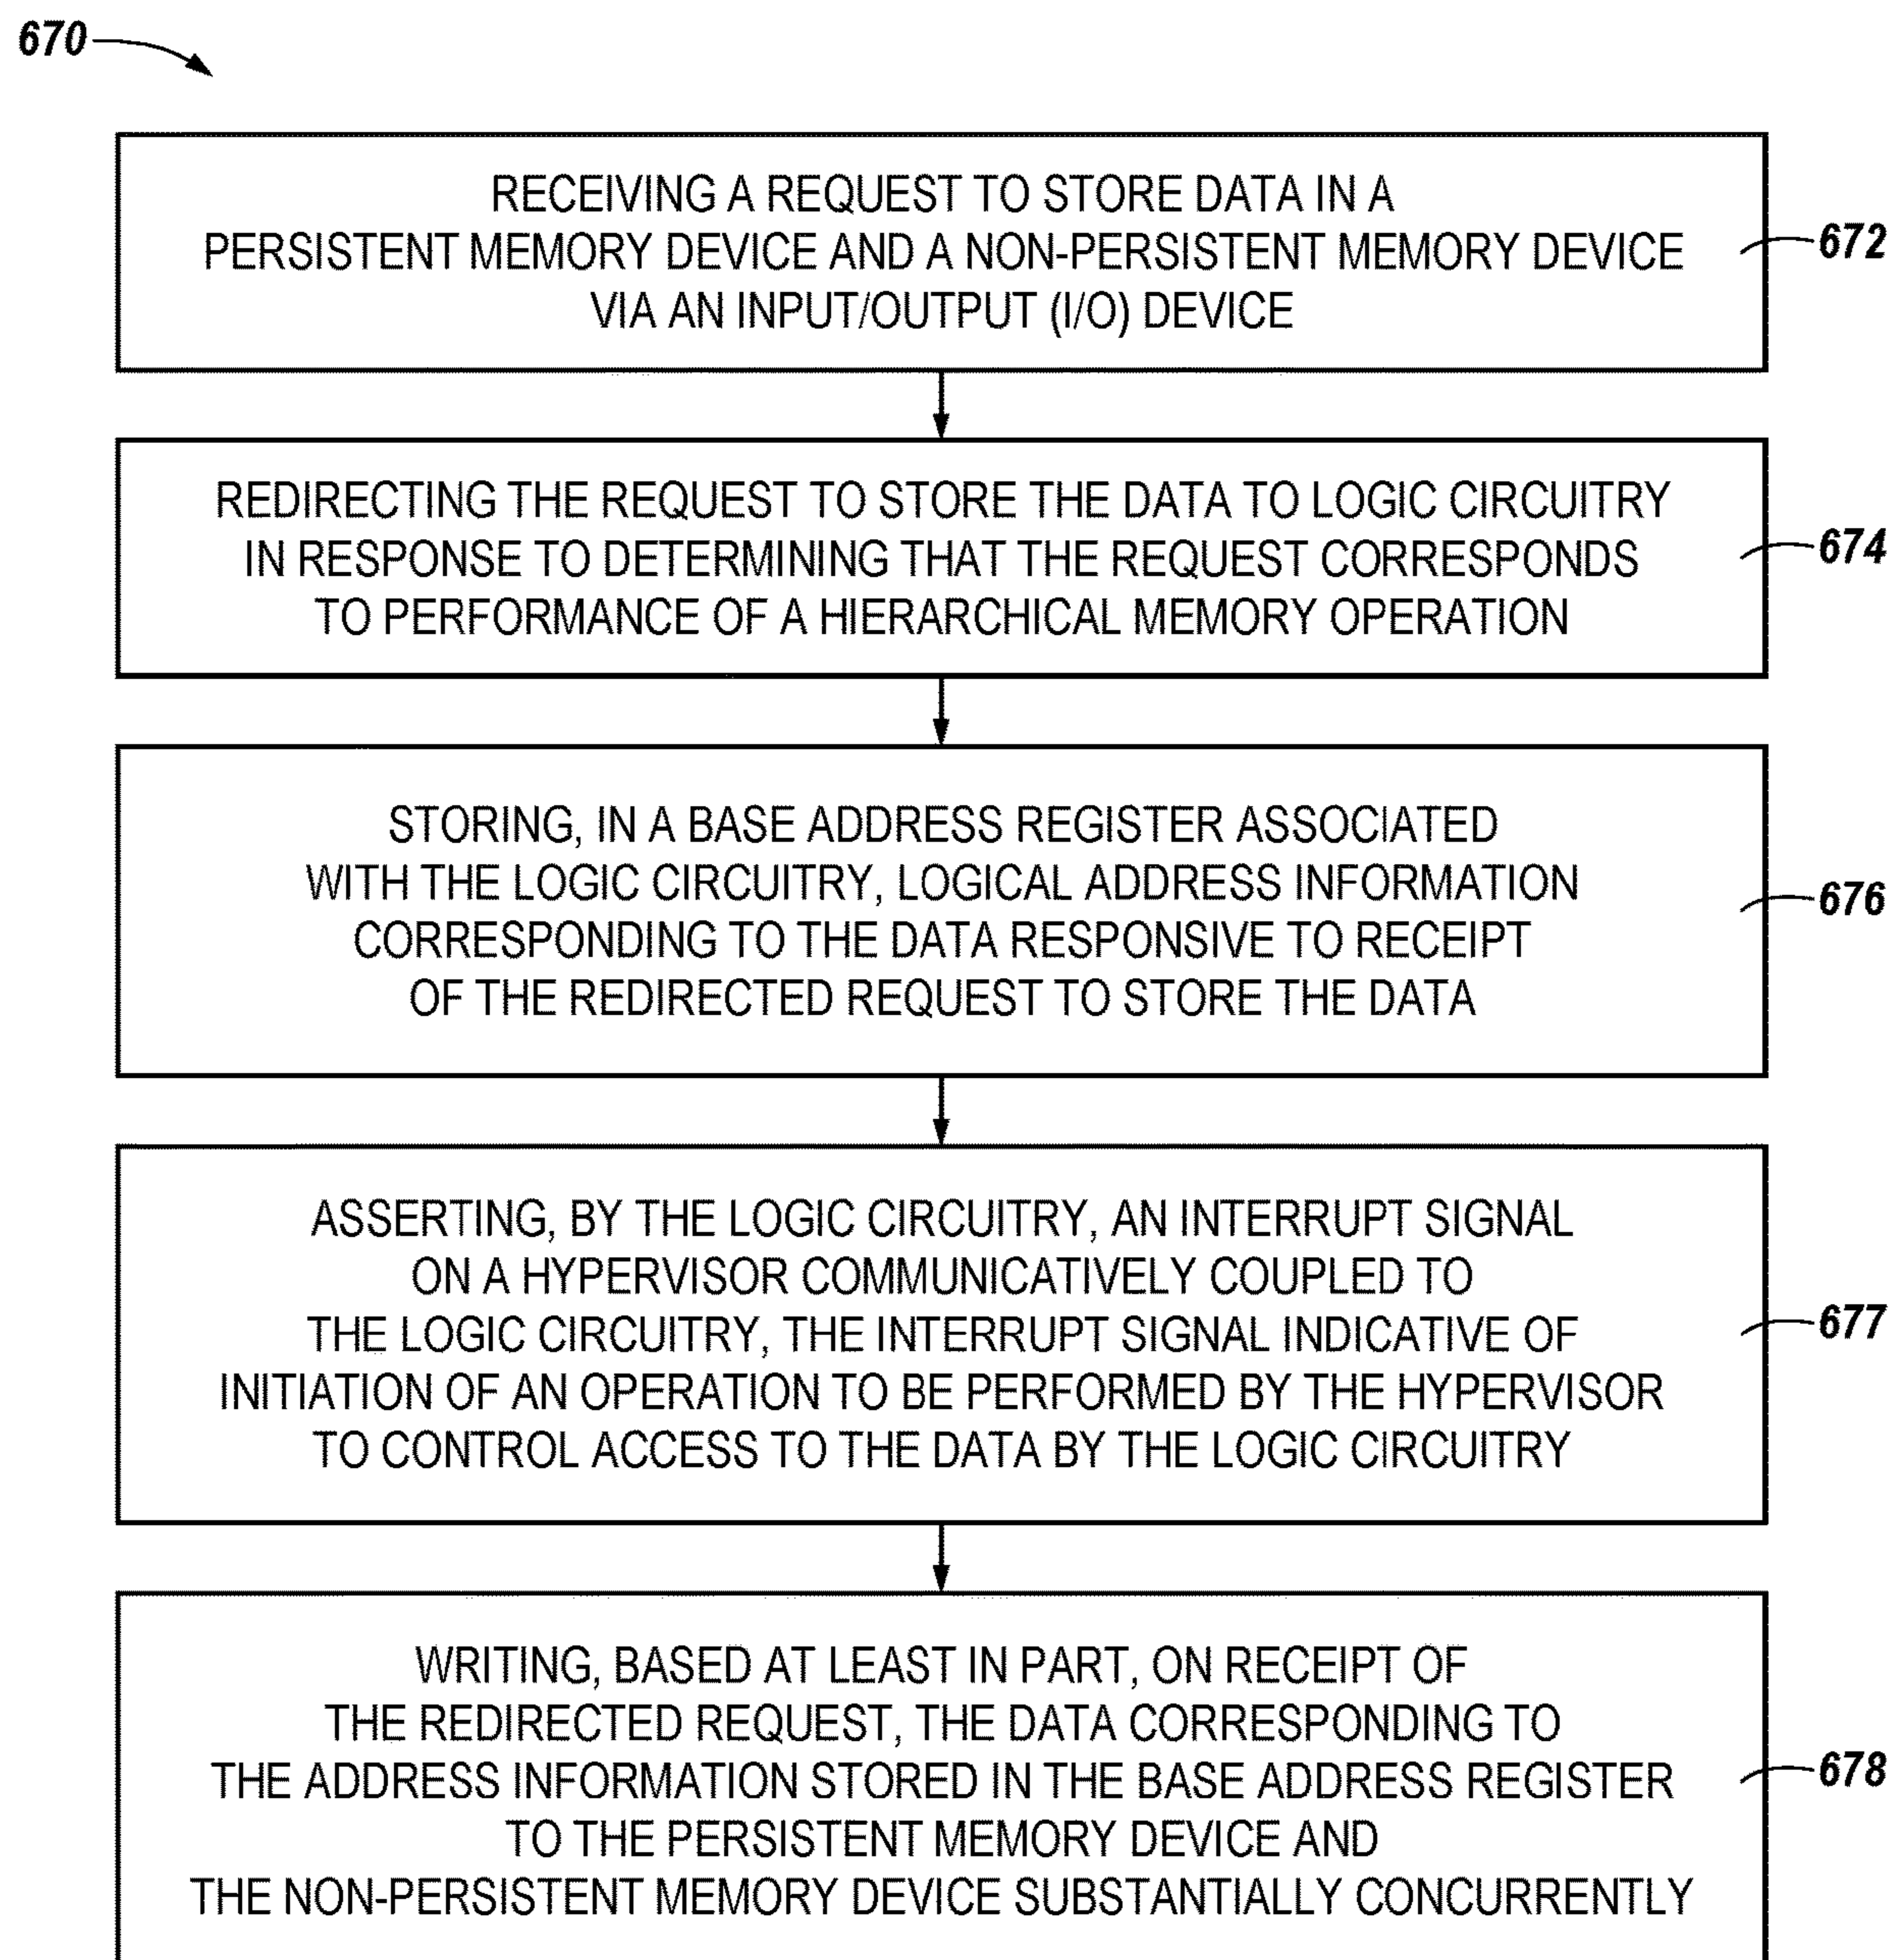 670
RECEIVING A REQUEST TO STORE DATA IN A
PERSISTENT MEMORY DEVICE AND A NON-PERSISTENT MEMORY DEVICE
VIA AN INPUT/OUTPUT (I/O) DEVICE
672
REDIRECTING THE REQUEST TO STORE THE DATA TO LOGIC CIRCUITRY
IN RESPONSE TO DETERMINING THAT THE REQUEST CORRESPONDS
TO PERFORMANCE OF A HIERARCHICAL MEMORY OPERATION
674
STORING, IN A BASE ADDRESS REGISTER ASSOCIATED
WITH THE LOGIC CIRCUITRY, LOGICAL ADDRESS INFORMATION
CORRESPONDING TO THE DATA RESPONSIVE TO RECEIPT
OF THE REDIRECTED REQUEST TO STORE THE DATA
676
ASSERTING, BY THE LOGIC CIRCUITRY, AN INTERRUPT SIGNAL
ON A HYPERVISOR COMMUNICATIVELY COUPLED TO
THE LOGIC CIRCUITRY, THE INTERRUPT SIGNAL INDICATIVE OF
INITIATION OF AN OPERATION TO BE PERFORMED BY THE HYPERVISOR
TO CONTROL ACCESS TO THE DATA BY THE LOGIC CIRCUITRY
677
WRITING, BASED AT LEAST IN PART, ON RECEIPT OF
THE REDIRECTED REQUEST, THE DATA CORRESPONDING TO
THE ADDRESS INFORMATION STORED IN THE BASE ADDRESS REGISTER
TO THE PERSISTENT MEMORY DEVICE AND
THE NON-PERSISTENT MEMORY DEVICE SUBSTANTIALLY CONCURRENTLY
678